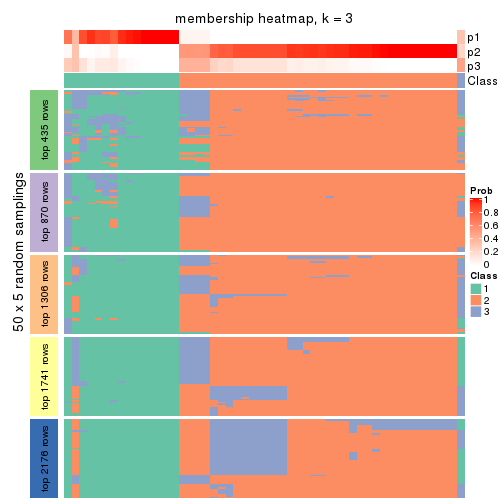 membership heatmap, k = 3
p1
p2
p3
Class
50 x 5 random samplings
top 435 rows
top 870 rows
top 1306 rows
top 1741 rows
top 2176 rows
Prob
1
0.8
0.6
0.4
0.2
0
Class
1
2
3